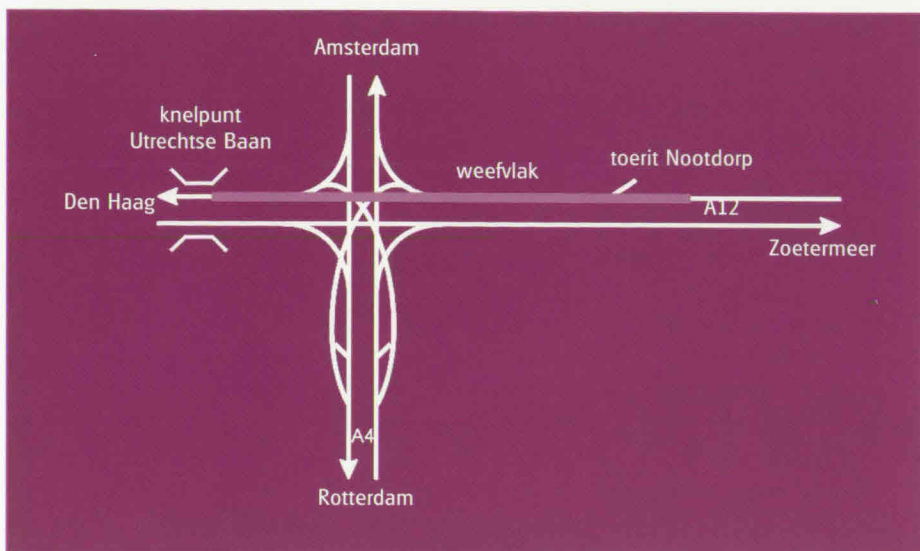 Amsterdam
knelpunt
Utrechtse Baan
weefvlak
toerit Nootdorp
Den Haag
A12
Zoetermeer
A4
Rotterdam